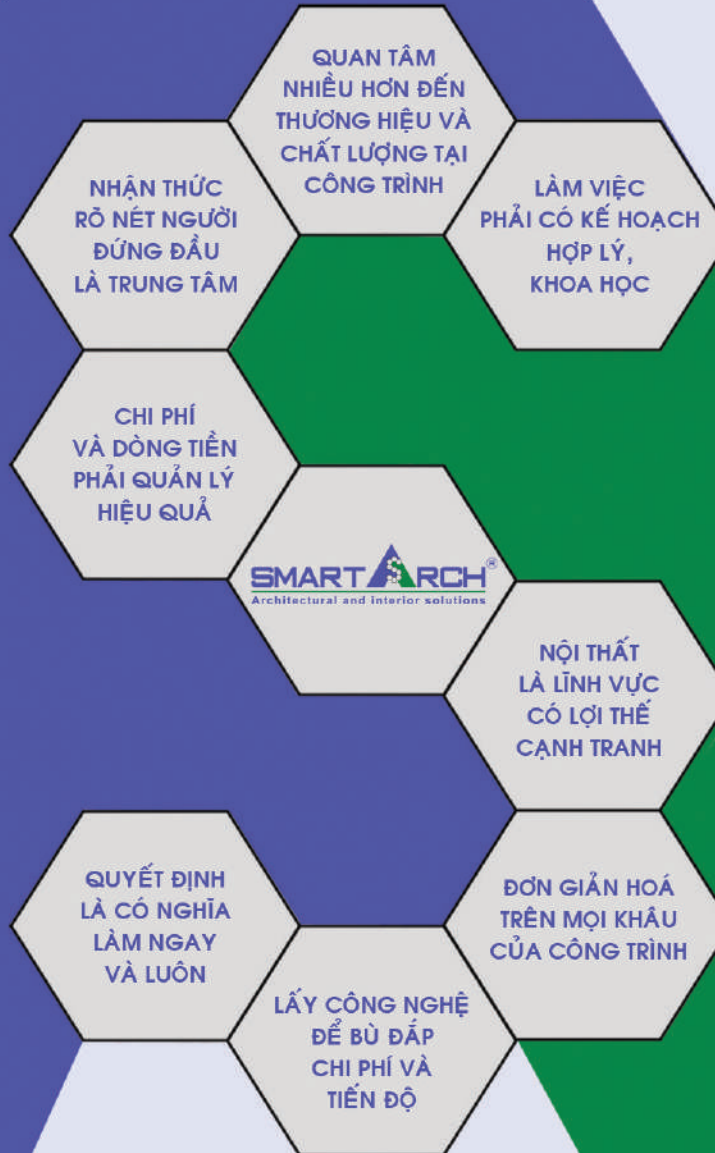 QUAN TÂM
NHIỀU HƠN ĐẾN
THƯƠNG HIỆU VÀ
CHẤT LƯỢNG TẠI
CÔNG TRÌNH
NHẬN THỨC
RÕ NÉT NGƯỜI
ĐỨNG ĐẦU
LÀ TRUNG TÂM
LÀM VIỆC
PHẢI CÓ KẾ HOẠCH
HỢP LÝ,
KHOA HỌC
CHI PHÍ
VÀ DÒNG TIỀN
PHẢI QUẢN LÝ
HIỆU QUẢ
SMART ARCH®
Architectural and interior solutions
NỘI THẤT
LÀ LĨNH VỰC
CÓ LỢI THẾ
CẠNH TRANH
QUYẾT ĐỊNH
LÀ CÓ NGHĨA
LÀM NGAY
VÀ LUÔN
ĐƠN GIẢN HOÁ
TRÊN MỌI KHÂU
CỦA CÔNG TRÌNH
LẤY CÔNG NGHỆ
ĐỂ BÙ ĐẮP
CHI PHÍ VÀ
TIẾN ĐỘ